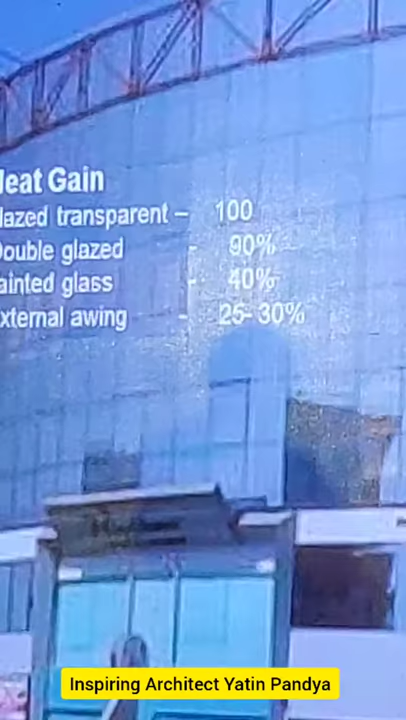 leat Gain
lazed transparent – 100
ouble glazed - 90%
ainted glass - 40%
xternal awing - 25- 30%
Inspiring Architect Yatin Pandya